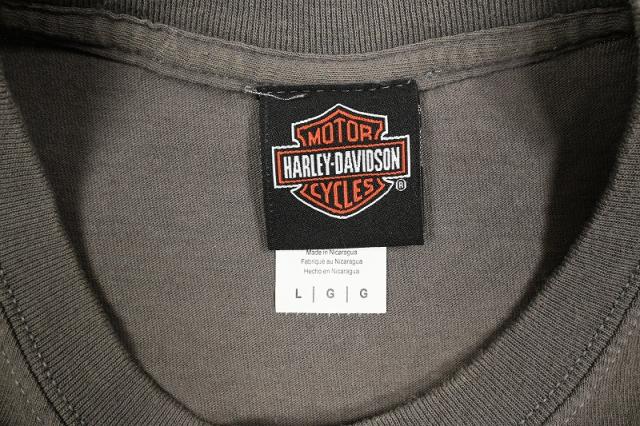 MOTOR
HARLEY-DAVIDSON
CYCLES ®
Made in Nicaragua
Fabriqué au Nicaragua
Hecho en Nicaragua
L | G | G